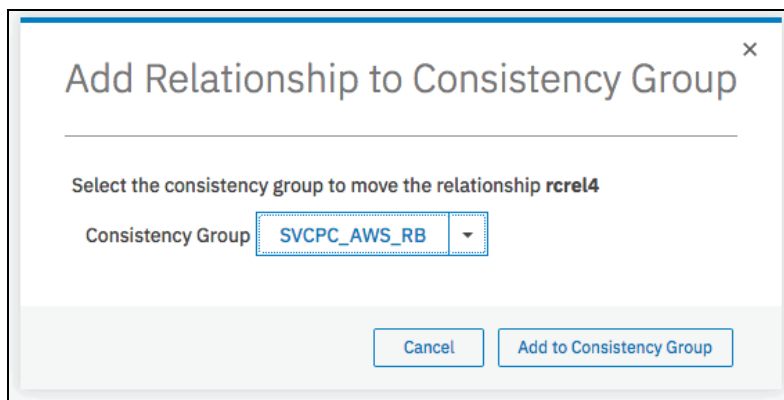 Add Relationship to Consistency Group
Select the consistency group to move the relationship rcrel4
Consistency Group SVCPC_AWS_RB
Cancel Add to Consistency Group